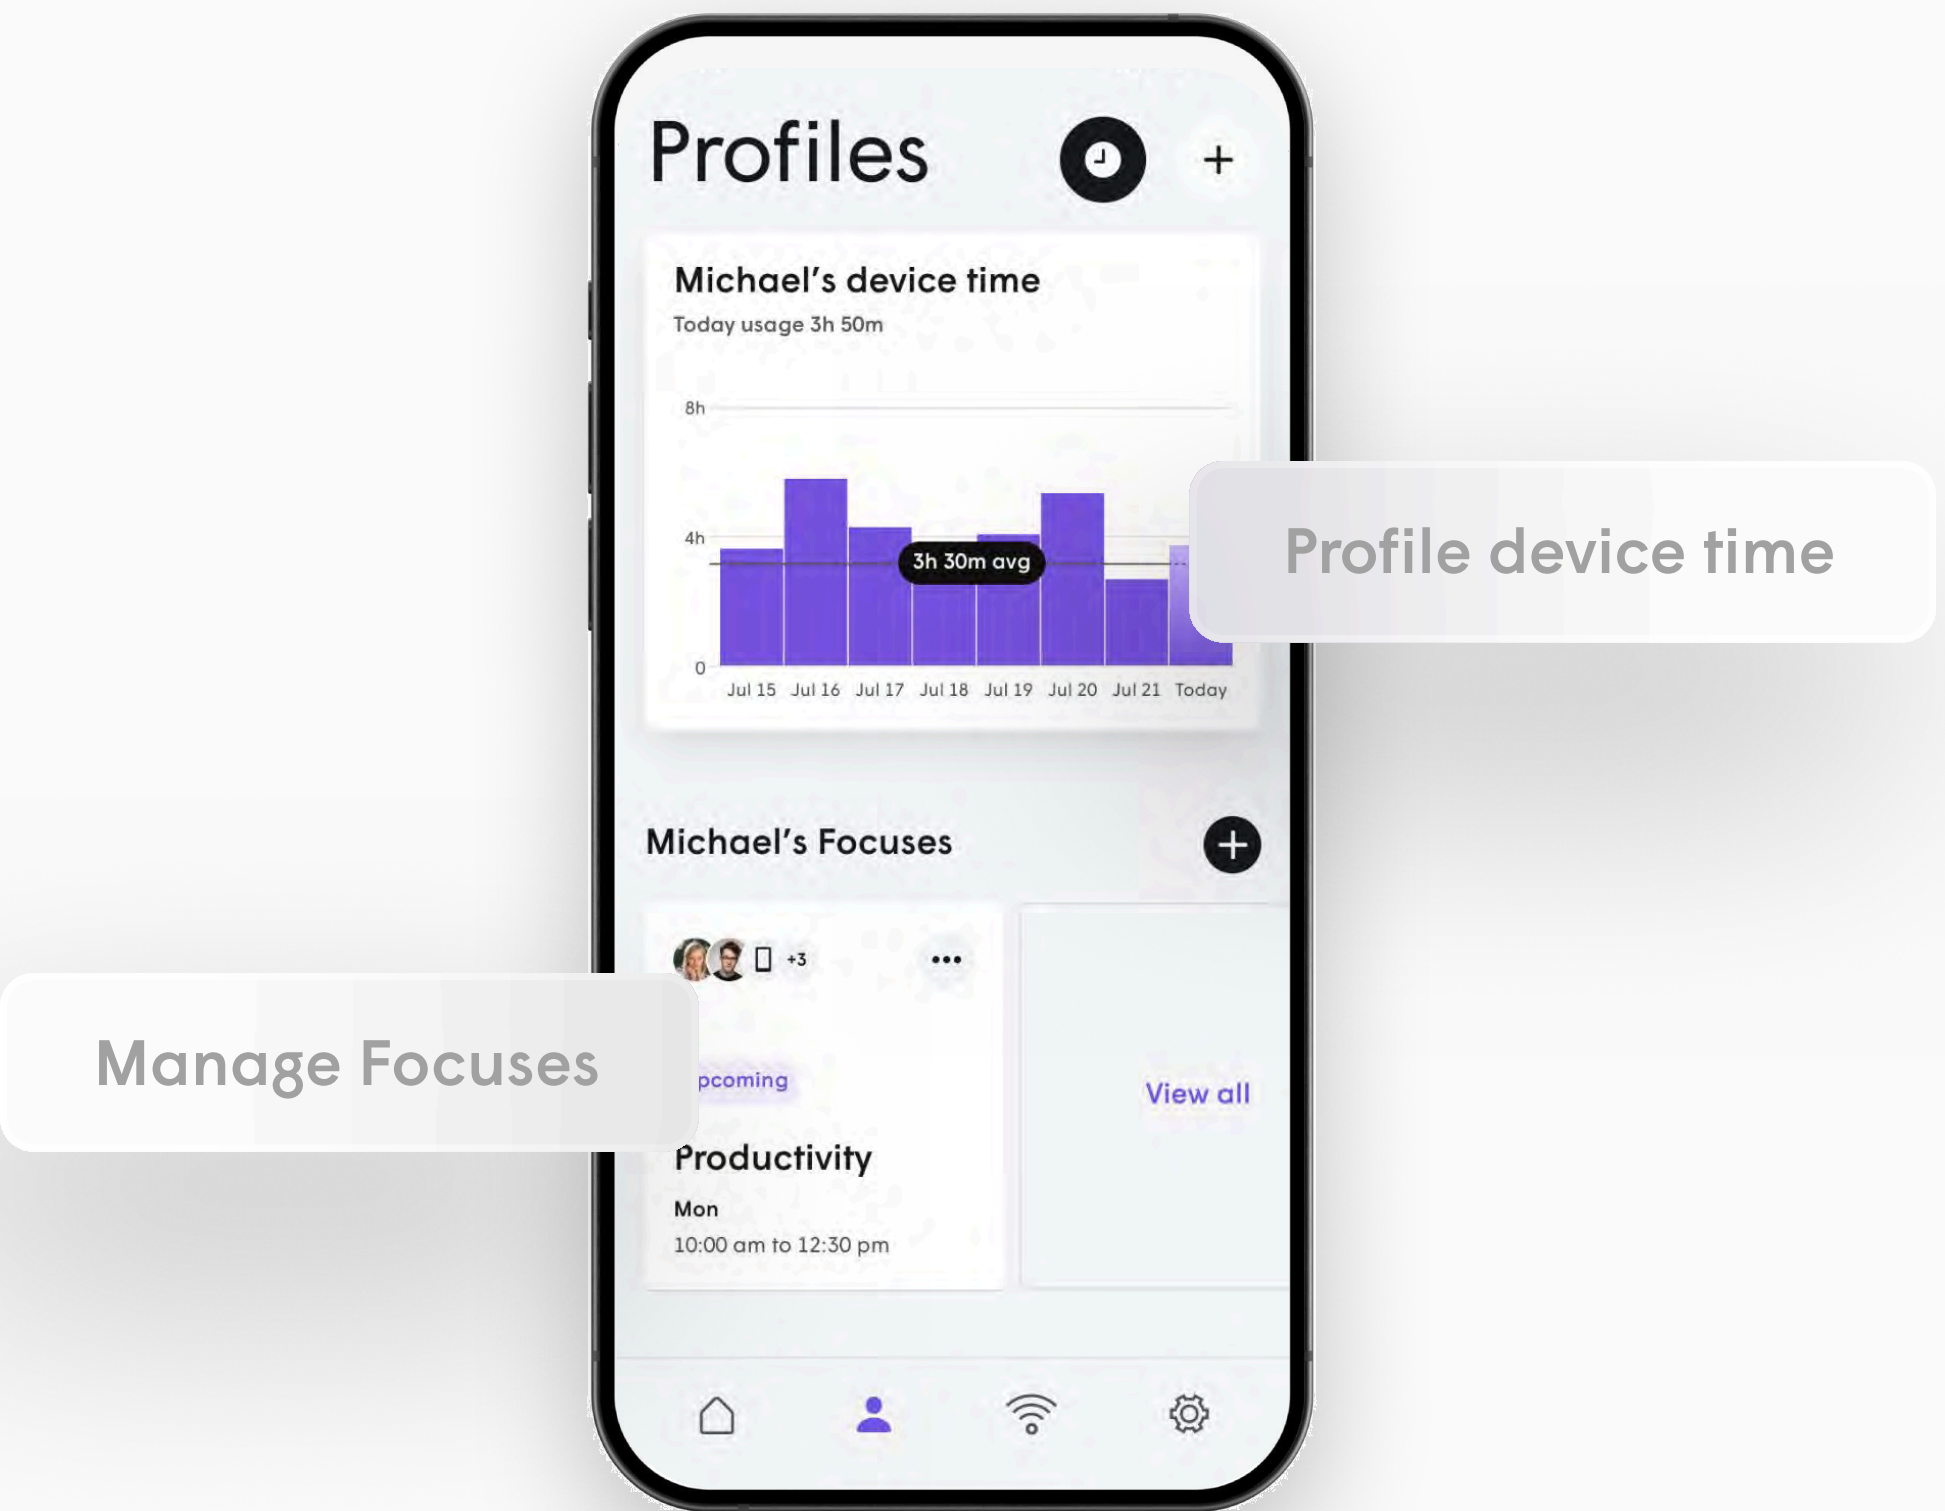 Profiles
Michael's device time
Today usage 3h 50m
8h
4h
3h 30m avg
0
Jul 15 Jul 16 Jul 17 Jul 18 Jul 19 Jul 20 Jul 21 Today
Profile device time
Michael's Focuses
+3
Manage Focuses
pcoming
View all
Productivity
Mon
10:00 am to 12:30 pm